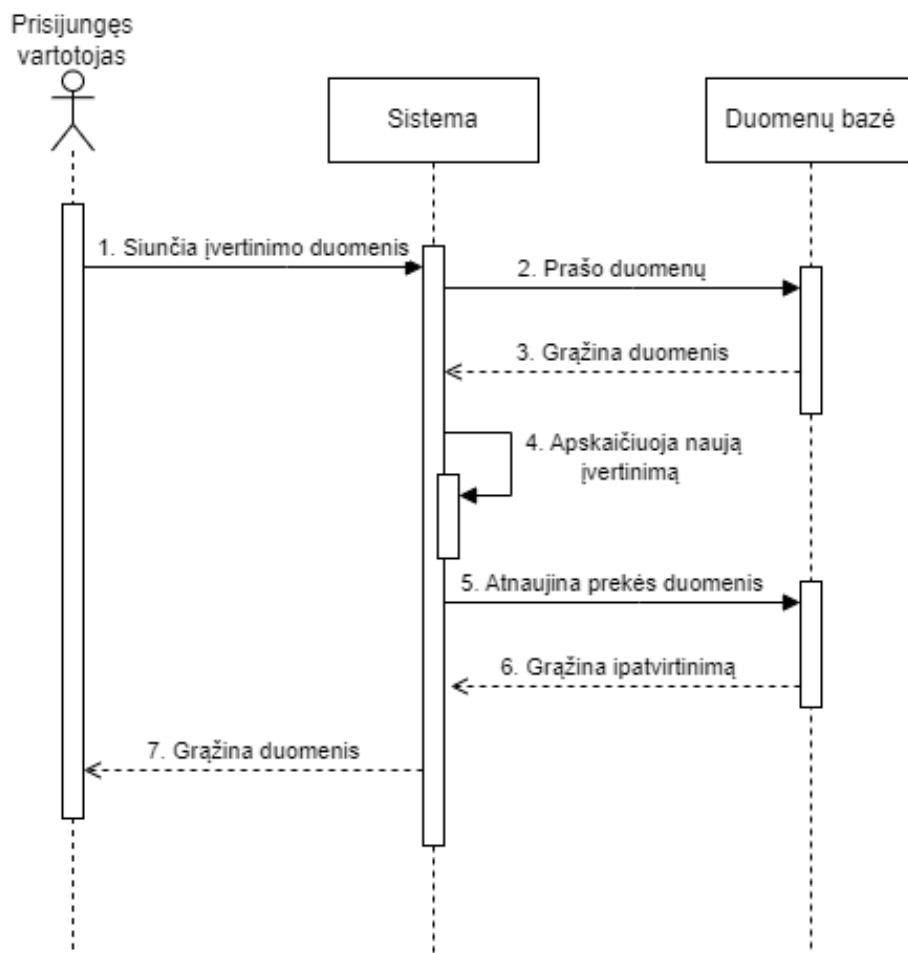 Prisijungęs
vartotojas
Sistema
Duomenų bazė
1. Siunčia įvertinimo duomenis
2. Prašo duomenų
3. Grąžina duomenis
4. Apskaičiuoja naują
įvertinimą
5. Atnaujina prekės duomenis
6. Grąžina ipatvirtinimą
7. Grąžina duomenis